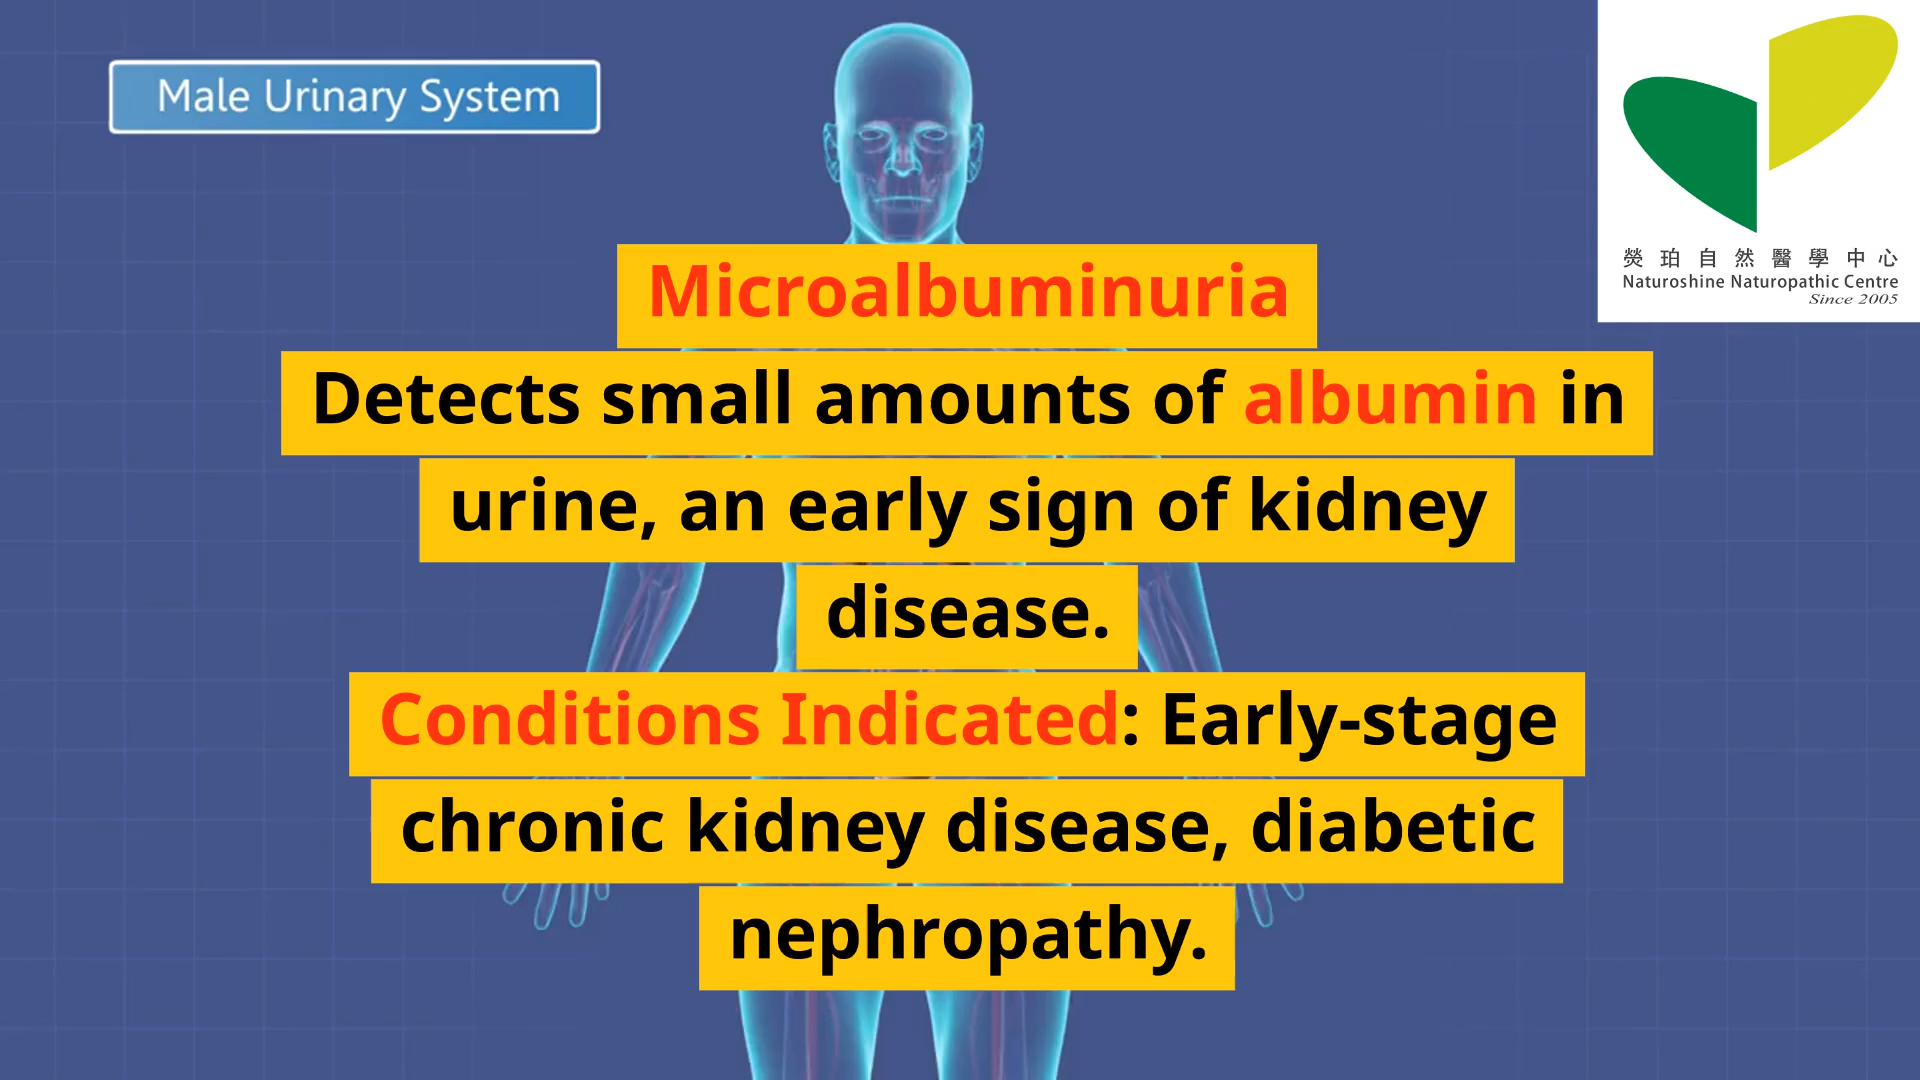 Male Urinary System
熒珀自然醫學中心
Naturoshine Naturopathic Centre
Since 2005
Microalbuminuria
Detects small amounts of albumin in
urine, an early sign of kidney
disease.
Conditions Indicated: Early-stage
chronic kidney disease, diabetic
nephropathy.